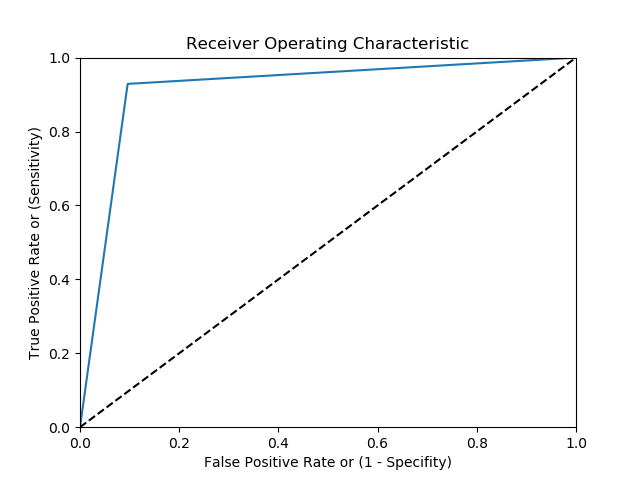 Receiver Operating Characteristic
1.0
0.8
0.6
0.4
0.2
0.0
True Positive Rate or (Sensitivity)
0.0 0.2 0.4 0.6 0.8 1.0
False Positive Rate or (1 - Specifity)